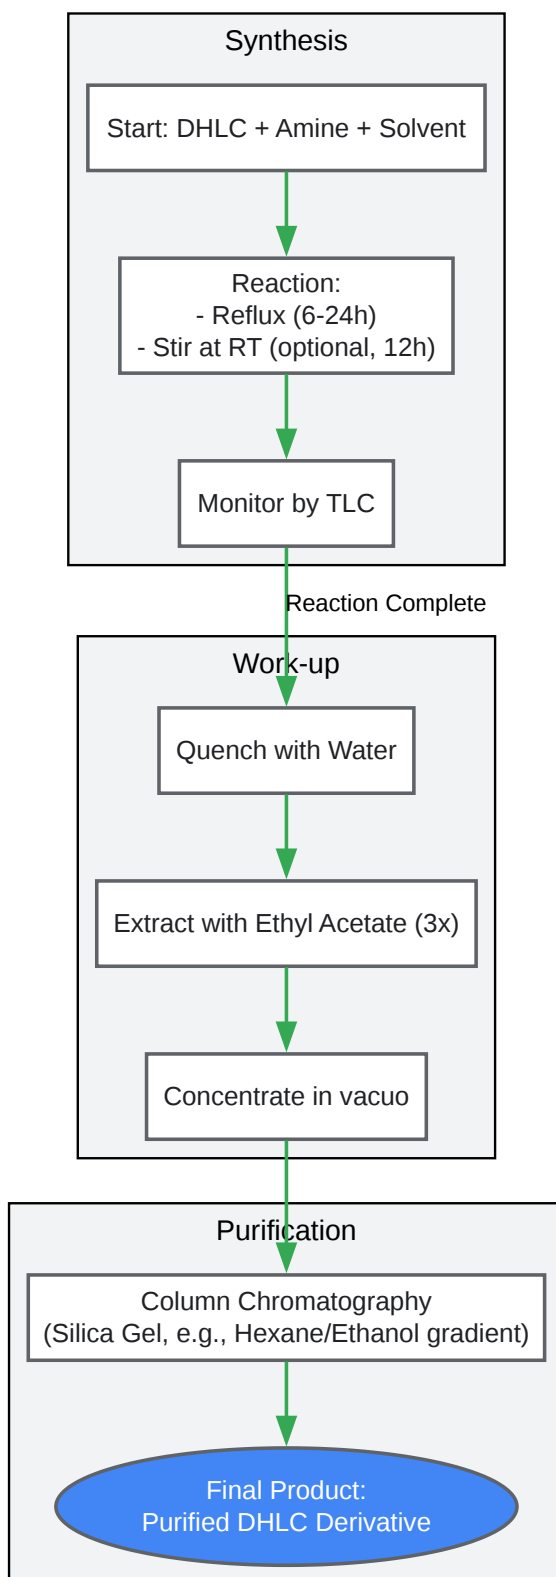 Synthesis
Start: DHLC + Amine + Solvent
Reaction:
- Reflux (6-24h)
- Stir at RT (optional, 12h)
Monitor by TLC
Reaction Complete
Work-up
Quench with Water
Extract with Ethyl Acetate (3x)
Concentrate in vacuo
Purification
Column Chromatography
(Silica Gel, e.g., Hexane/Ethanol gradient)
Final Product:
Purified DHLC Derivative